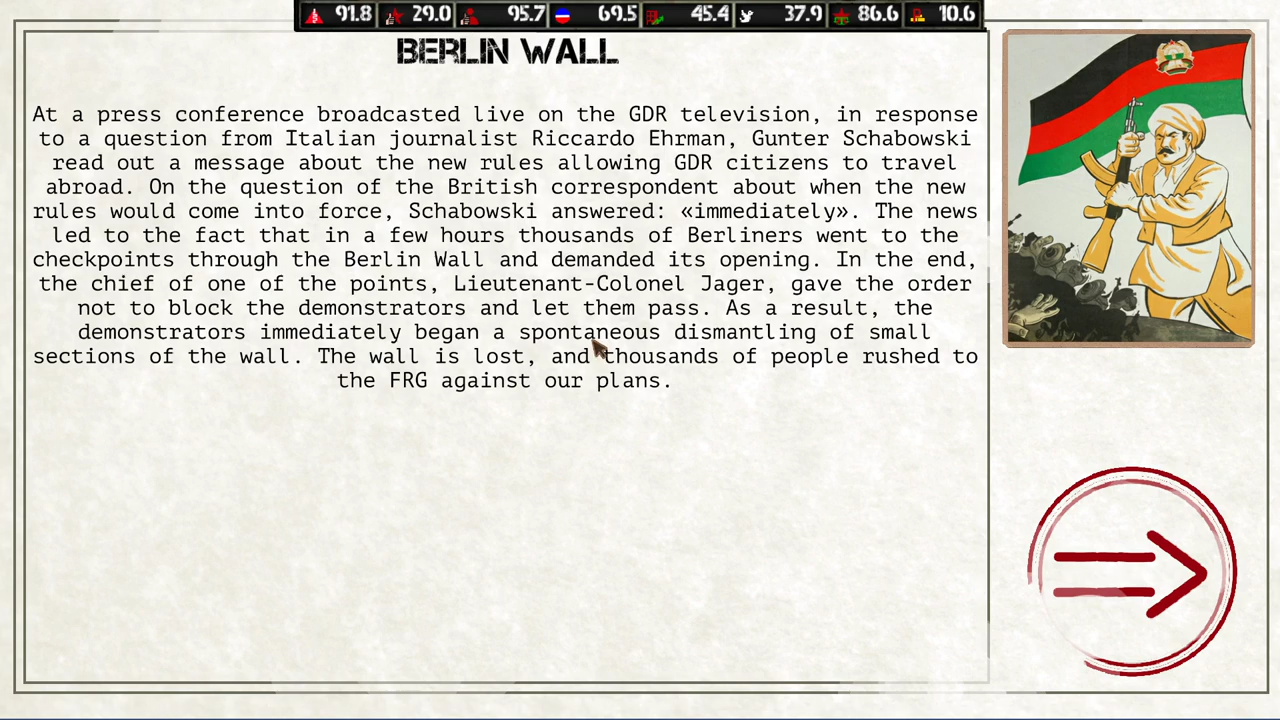 91.8 29.0 95.7 69.5 45.4 37.9 86.6 10.6
BERLIN WALL
At a press conference broadcasted live on the GDR television, in response
to a question from Italian journalist Riccardo Ehrman, Gunter Schabowski
read out a message about the new rules allowing GDR citizens to travel
abroad. On the question of the British correspondent about when the new
rules would come into force, Schabowski answered: «immediately». The news
led to the fact that in a few hours thousands of Berliners went to the
checkpoints through the Berlin Wall and demanded its opening. In the end,
the chief of one of the points, Lieutenant-Colonel Jager, gave the order
not to block the demonstrators and let them pass. As a result, the
demonstrators immediately began a spontaneous dismantling of small
sections of the wall. The wall is lost, and thousands of people rushed to
the FRG against our plans.